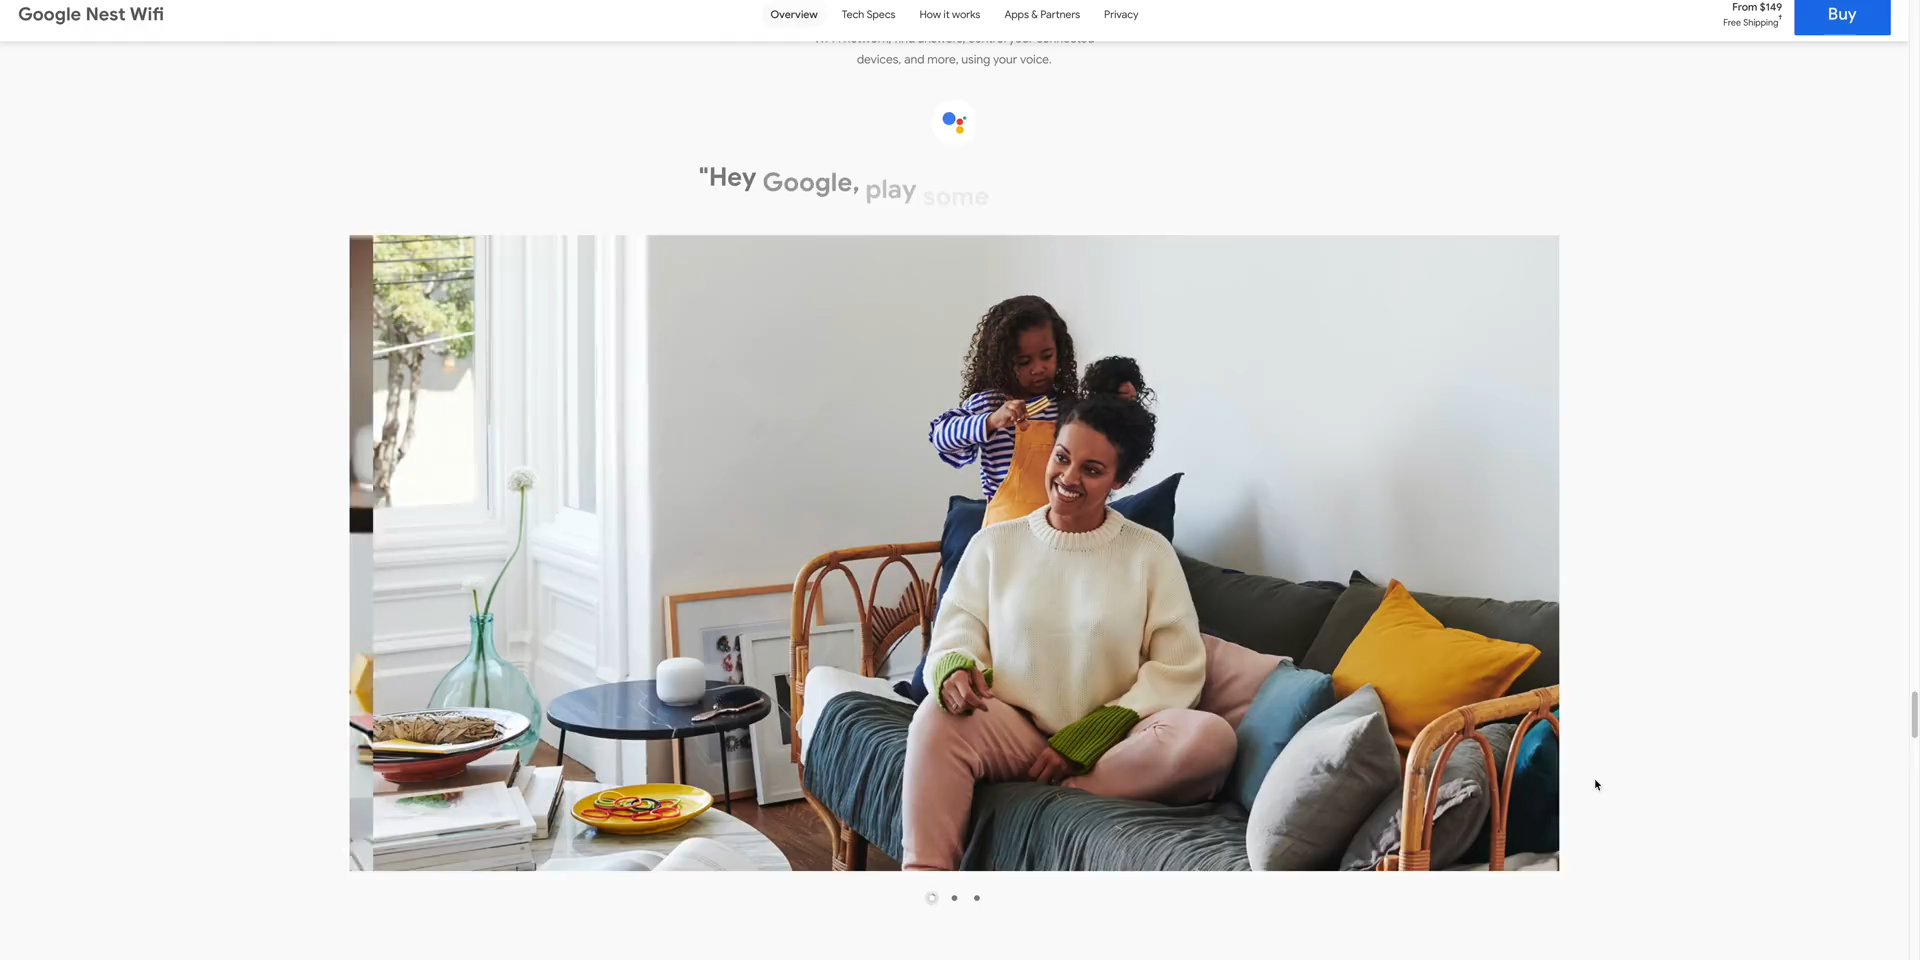 Google Nest Wifi
Overview
Tech Specs
How it works
Apps & Partners
Privacy
From $149
Free Shipping†
Buy
devices, and more, using your voice.
"Hey Google, play some